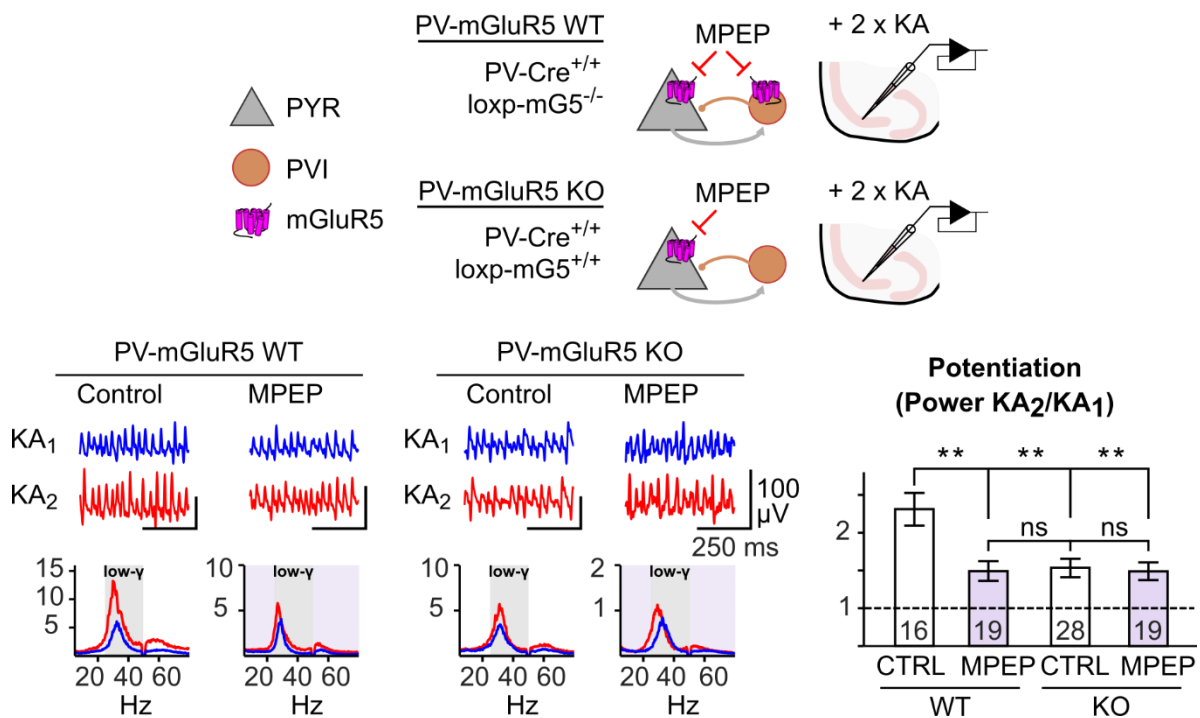 PV-mGluR5 WT
PV-Cre+/+
loxp-mG5-/-
MPEP
+ 2 x KA
PYR
PVI
mGluR5
PV-mGluR5 KO
PV-Cre+/+
loxp-mG5+/+
MPEP
+ 2 x KA
PV-mGluR5 WT
Control MPEP
PV-mGluR5 KO
Control MPEP
KA1
KA2
KA1
KA2
100
µV
250 ms
15
10
5
low-γ
20 40 60
Hz
10
5
low-γ
20 40 60
Hz
10
5
low-γ
20 40 60
Hz
2
1
low-γ
20 40 60
Hz
Potentiation
(Power KA2/KA1)
** ** **
ns ns
2
1
16 19 28 19
CTRL MPEP CTRL MPEP
WT KO